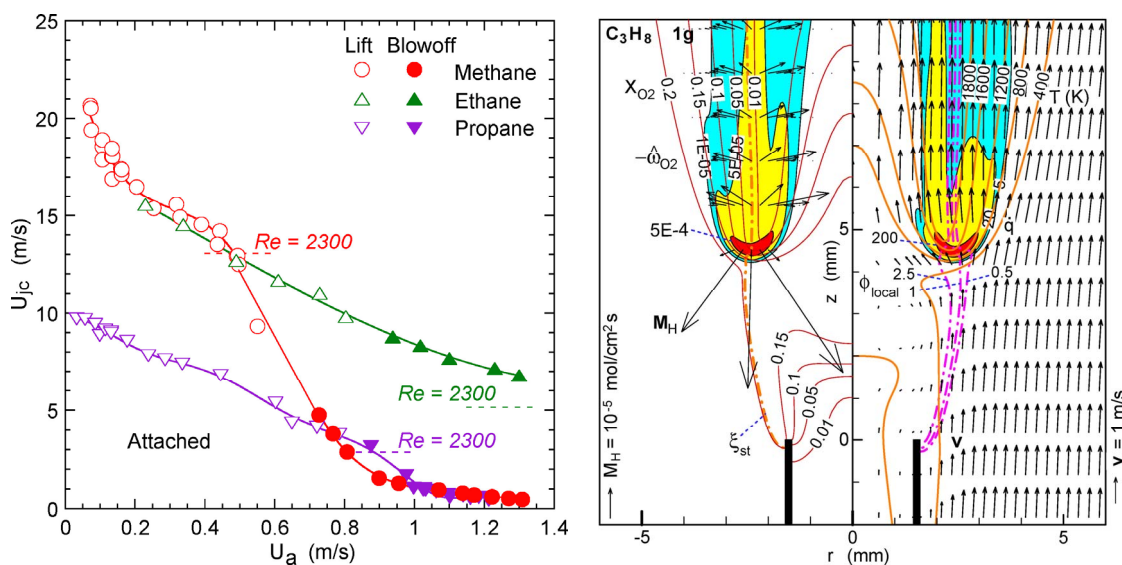 Lift Blowoff
Methane
Ethane
Propane
Re = 2300
Re = 2300
Re = 2300
Attached
25
20
15
10
5
0
U_jc (m/s)
0 0.2 0.4 0.6 0.8 1 1.2 1.4
U_a (m/s)
C₃H₈ 1g
X_O2
0.2
0.15
0.1
0.05
0.01
-ω̂_O2
1E-05
5E-05
5E-4
M_H
0.15
0.1
0.05
0.01
ξ_st
1800
1600
1200
800
400
T (K)
5
20
q̇
200
2.5
0.5
1
ϕ_local
v
5
0
z (mm)
-5 0 5
r (mm)
M_H = 10⁻⁵ mol/cm²s
v = 1 m/s